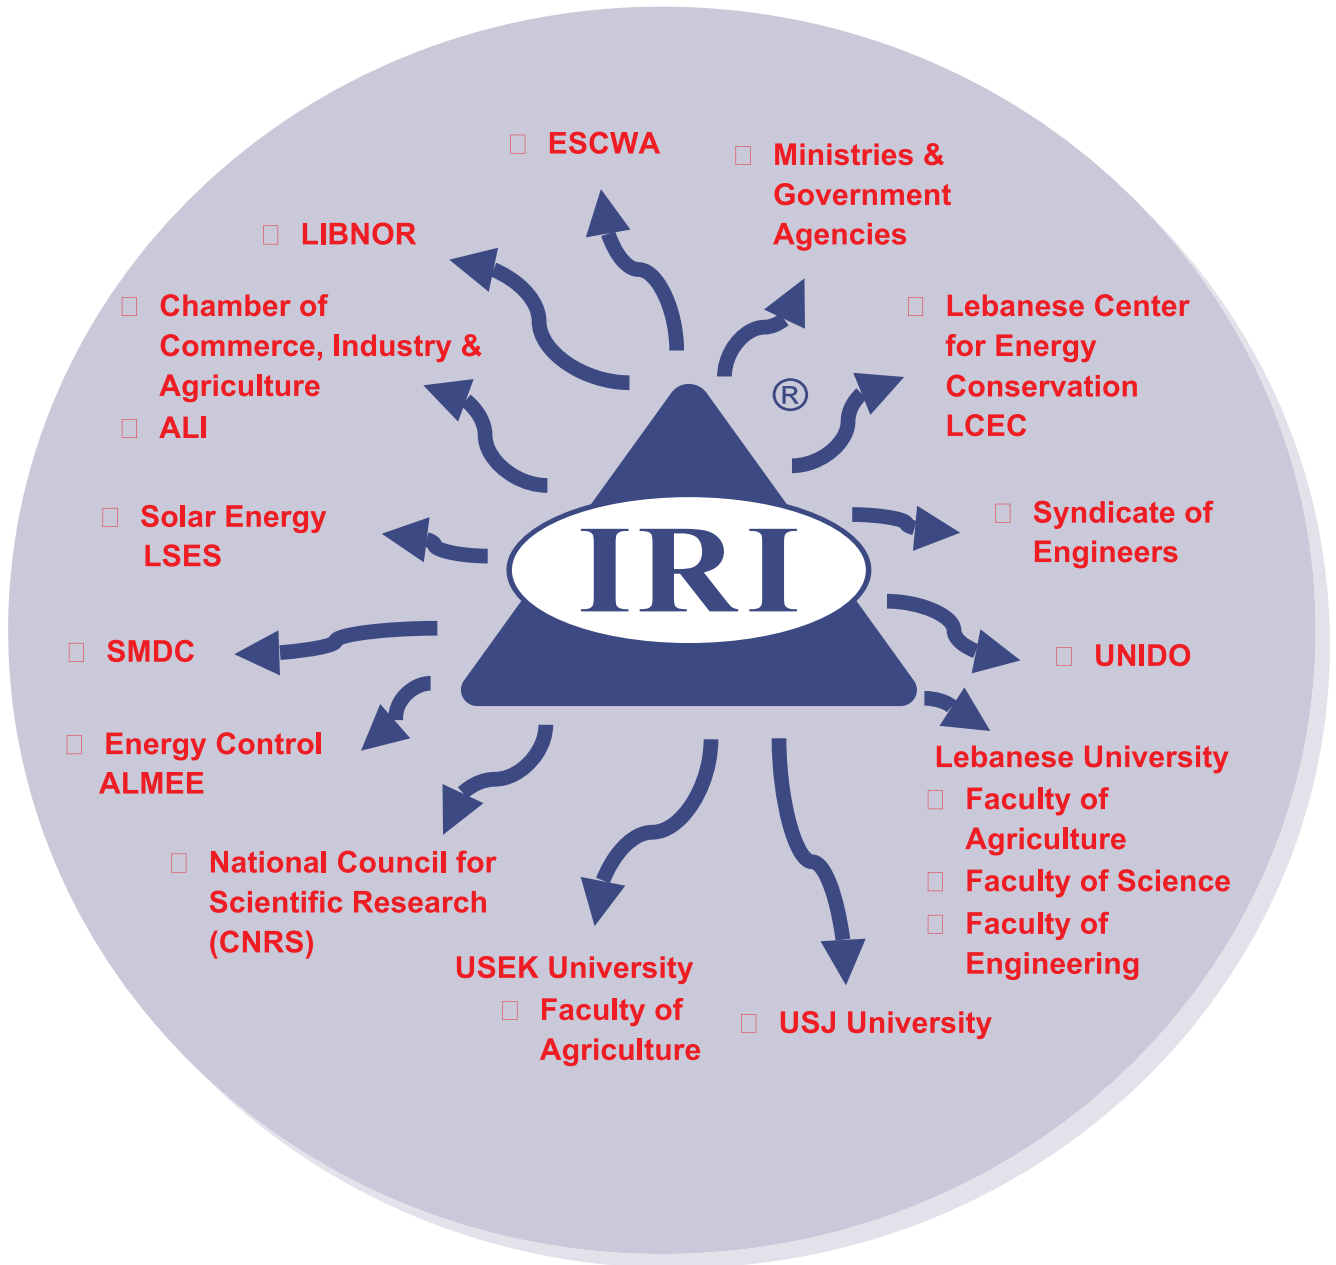 ESCWA
Ministries &
Government
Agencies
LIBNOR
Chamber of
Commerce, Industry &
Agriculture
ALI
Lebanese Center
for Energy
Conservation
LCEC
®
Solar Energy
LSES
Syndicate of
Engineers
IRI
SMDC
UNIDO
Energy Control
ALMEE
Lebanese University
Faculty of
Agriculture
Faculty of Science
Faculty of
Engineering
National Council for
Scientific Research
(CNRS)
USEK University
Faculty of
Agriculture
USJ University